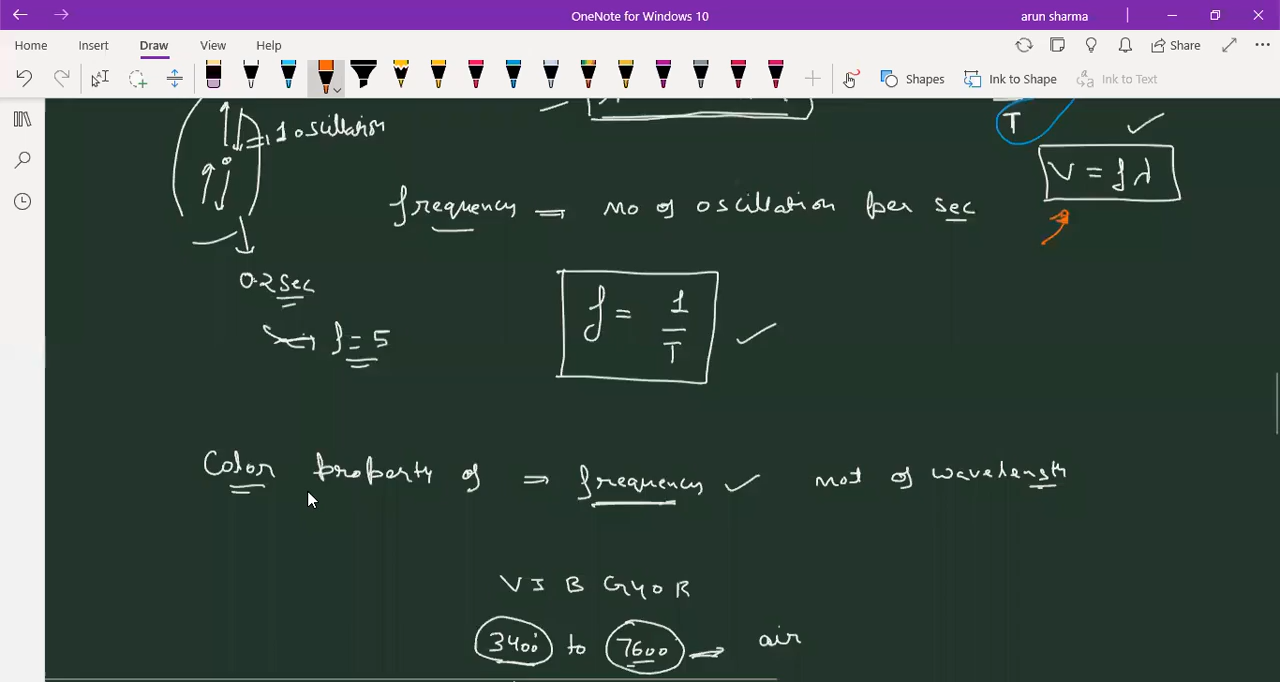 OneNote for Windows 10
arun sharma
Home Insert Draw View Help
Share
Shapes Ink to Shape Ink to Text
1 oscillation
T
V = fλ
frequency = no of oscillation per sec
0.2 sec
f = 5
f = 1/T
Color property of ⇒ frequency ✓ not of wavelength
V I B G Y O R
3400 to 7600 → air